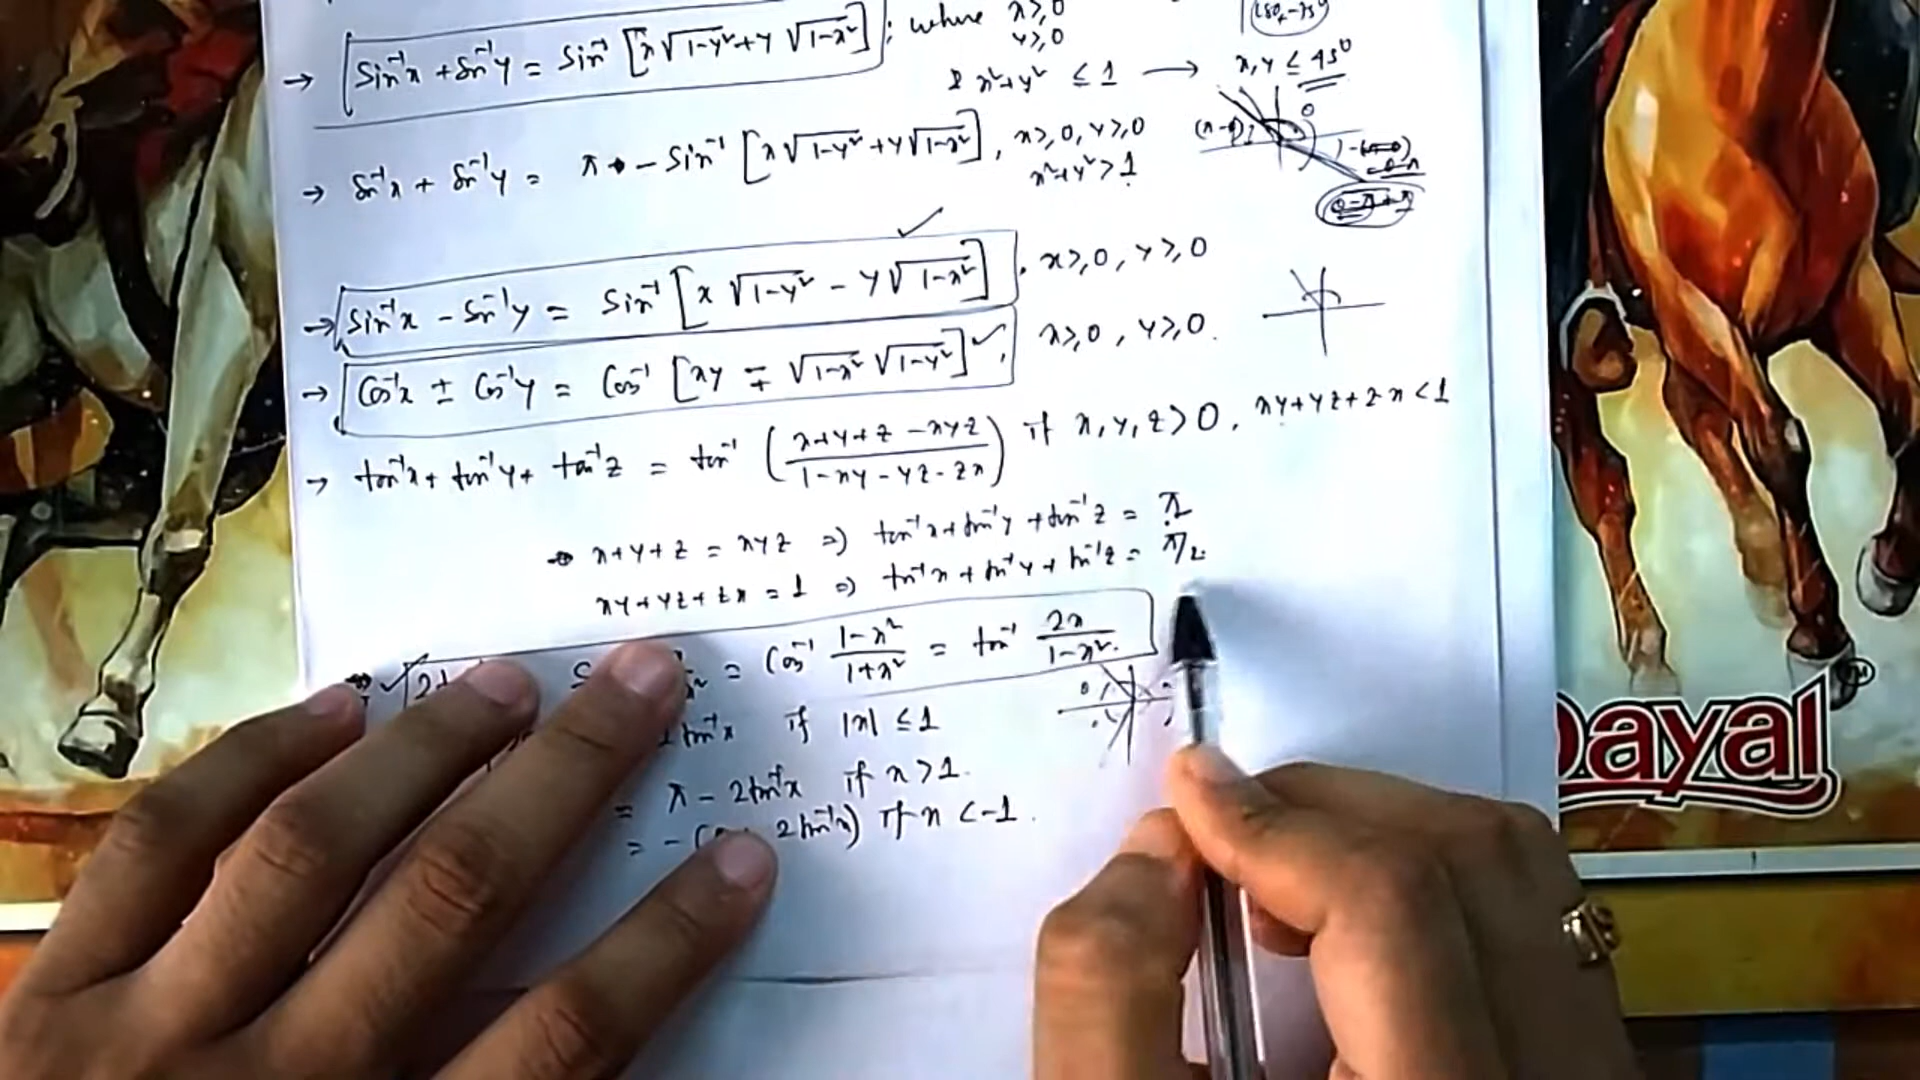 → Sin⁻¹x + Sin⁻¹y = Sin⁻¹ [x√(1-y²) + y√(1-x²)] ; where x ≥, 0
y ≥, 0
& x²+y² ≤ 1 → x, y ≤ 45°
→ Sin⁻¹x + Sin⁻¹y = π - Sin⁻¹ [x√(1-y²) + y√(1-x²)], x ≥, 0, y ≥, 0
x²+y² > 1
→ Sin⁻¹x - Sin⁻¹y = Sin⁻¹ [x√(1-y²) - y√(1-x²)], x ≥, 0, y ≥, 0
→ Cos⁻¹x ± Cos⁻¹y = Cos⁻¹ [xy ∓ √(1-x²) √(1-y²)], x ≥, 0, y ≥, 0.
→ tan⁻¹x + tan⁻¹y + tan⁻¹z = tan⁻¹ ((x+y+z-xyz)/(1-xy-yz-zx)) if x, y, z > 0, xy+yz+zx < 1
x+y+z = xyz ⇒ tan⁻¹x + tan⁻¹y + tan⁻¹z = π
xy+yz+zx = 1 ⇒ tan⁻¹x + tan⁻¹y + tan⁻¹z = π/2.
= Cos⁻¹ (1-x²)/(1+x²) = tan⁻¹ 2x/(1-x²).
tan⁻¹x if |x| ≤ 1
= π - 2tan⁻¹x if x > 1.
= -( 2tan⁻¹x) if x < -1.
Dayal